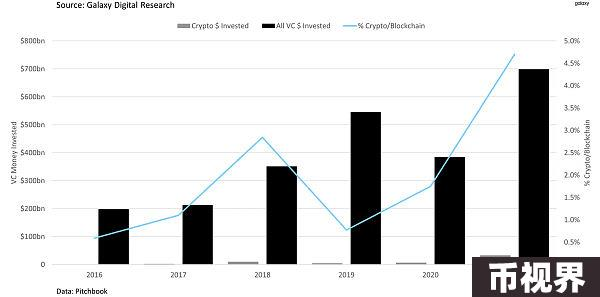 Source: Galaxy Digital Research
galaxy
Crypto $ Invested
All VC $ Invested
% Crypto/Blockchain
$800bn
$700bn
$600bn
$500bn
$400bn
$300bn
$200bn
$100bn
0
VC Money Invested
5.0%
4.5%
4.0%
3.5%
3.0%
2.5%
2.0%
1.5%
1.0%
0.5%
% Crypto/Blockchain
2016
2017
2018
2019
2020
Data: Pitchbook
币视界